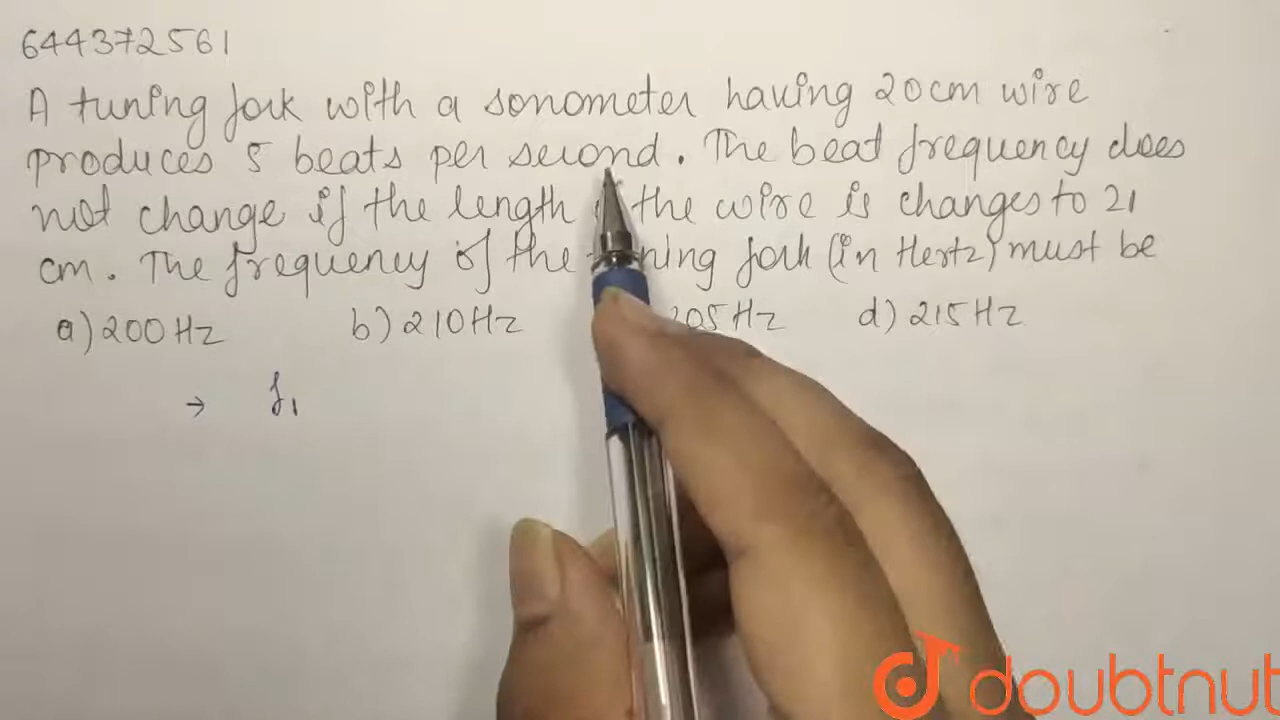 644372561
A tuning fork with a sonometer having 20cm wire
produces 5 beats per second. The beat frequency does
not change if the length the wire is changes to 21
cm. The frequency of the tuning fork (in Hertz) must be
a) 200 Hz b) 210 Hz 205 Hz d) 215 Hz
→ f₁
doubtnut